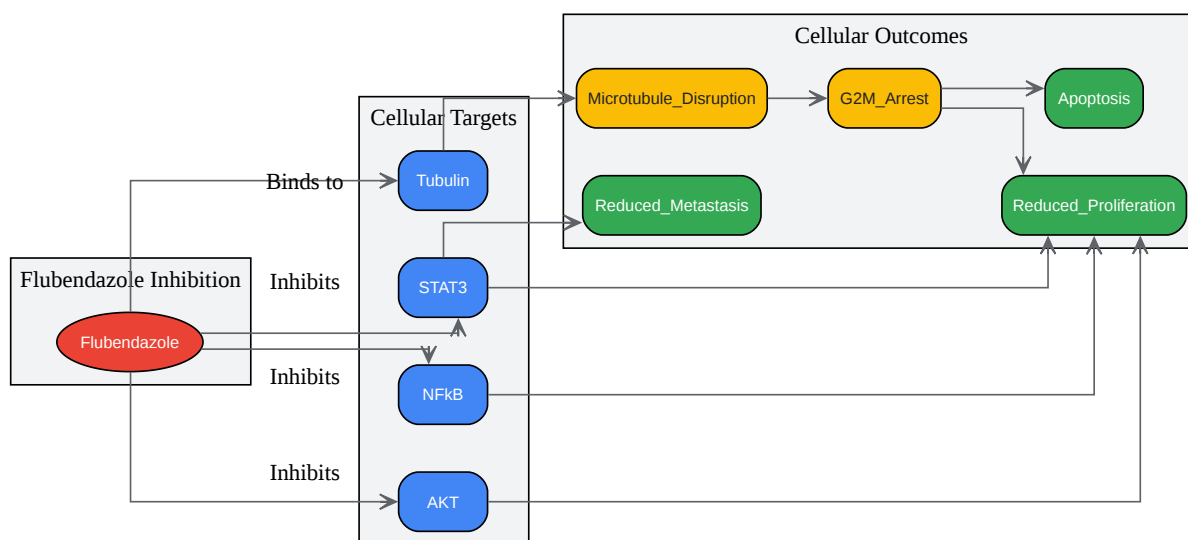 Cellular Outcomes
Microtubule_Disruption
G2M_Arrest
Apoptosis
Cellular Targets
Binds to
Tubulin
Reduced_Metastasis
Reduced_Proliferation
Flubendazole Inhibition
Inhibits
STAT3
Flubendazole
Inhibits
NFkB
Inhibits
AKT